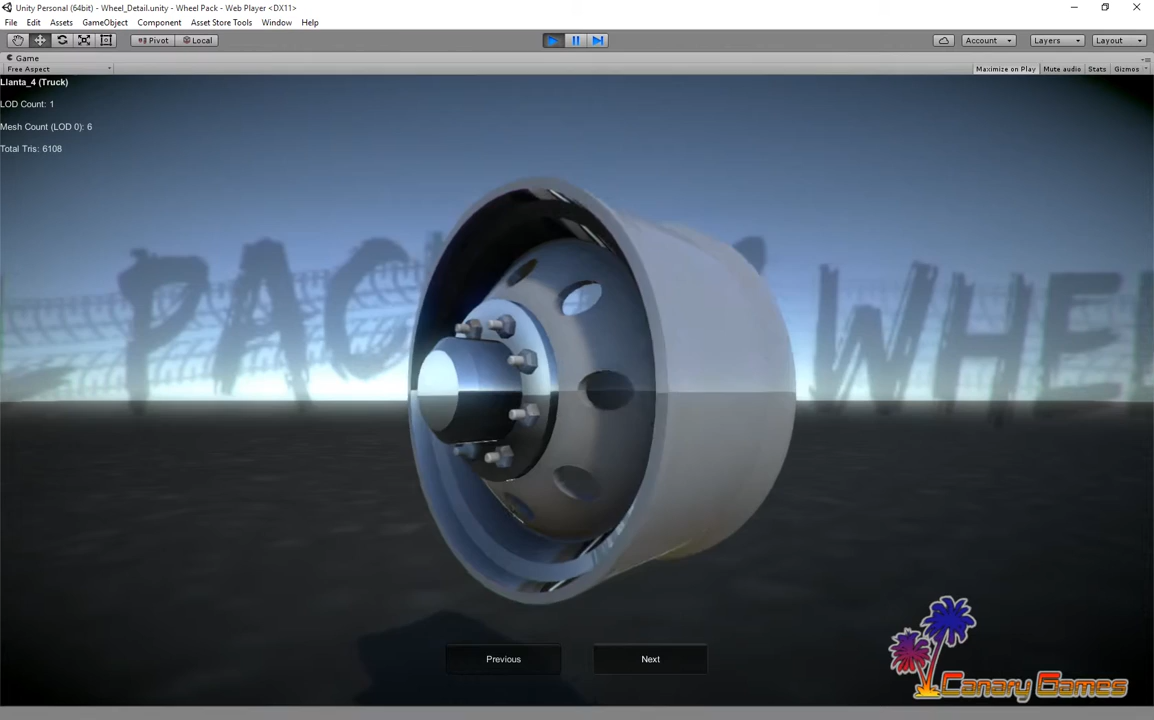 Unity Personal (64bit) - Wheel_Detail.unity - Wheel Pack - Web Player <DX11>
File Edit Assets GameObject Component Asset Store Tools Window Help
Pivot Local Account Layers Layout
Game
Free Aspect Maximize on Play Mute audio Stats Gizmos
Llanta_4 (Truck)
LOD Count: 1
Mesh Count (LOD 0): 6
Total Tris: 6108
PAC WHE
Previous Next
Canary Games